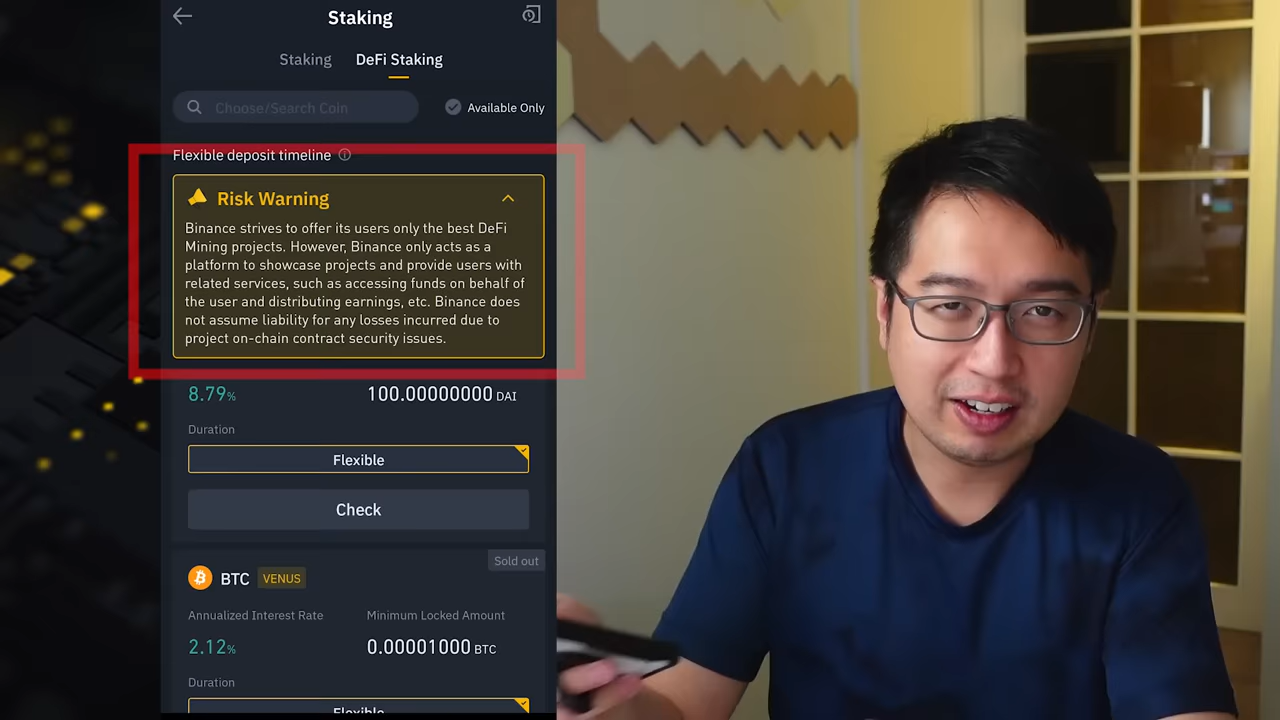 Staking
Staking DeFi Staking
Choose/Search Coin Available Only
Flexible deposit timeline
Risk Warning
Binance strives to offer its users only the best DeFi
Mining projects. However, Binance only acts as a
platform to showcase projects and provide users with
related services, such as accessing funds on behalf of
the user and distributing earnings, etc. Binance does
not assume liability for any losses incurred due to
project on-chain contract security issues.
8.79% 100.00000000 DAI
Duration
Flexible
Check
Sold out
BTC VENUS
Annualized Interest Rate Minimum Locked Amount
2.12% 0.00001000 BTC
Duration
Flexible